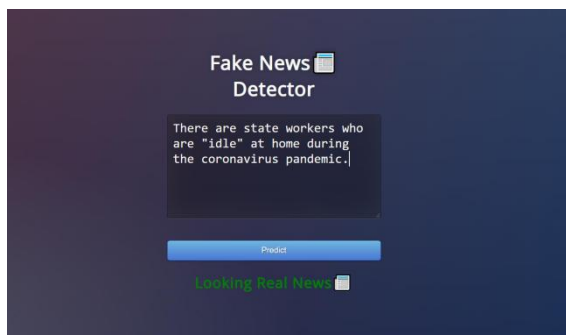 Fake News📰
Detector
There are state workers who
are "idle" at home during
the coronavirus pandemic.
Predict
Looking Real News📰